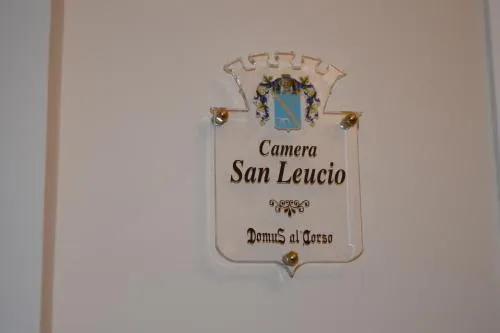 Camera
San Leucio
DomuS al Corso